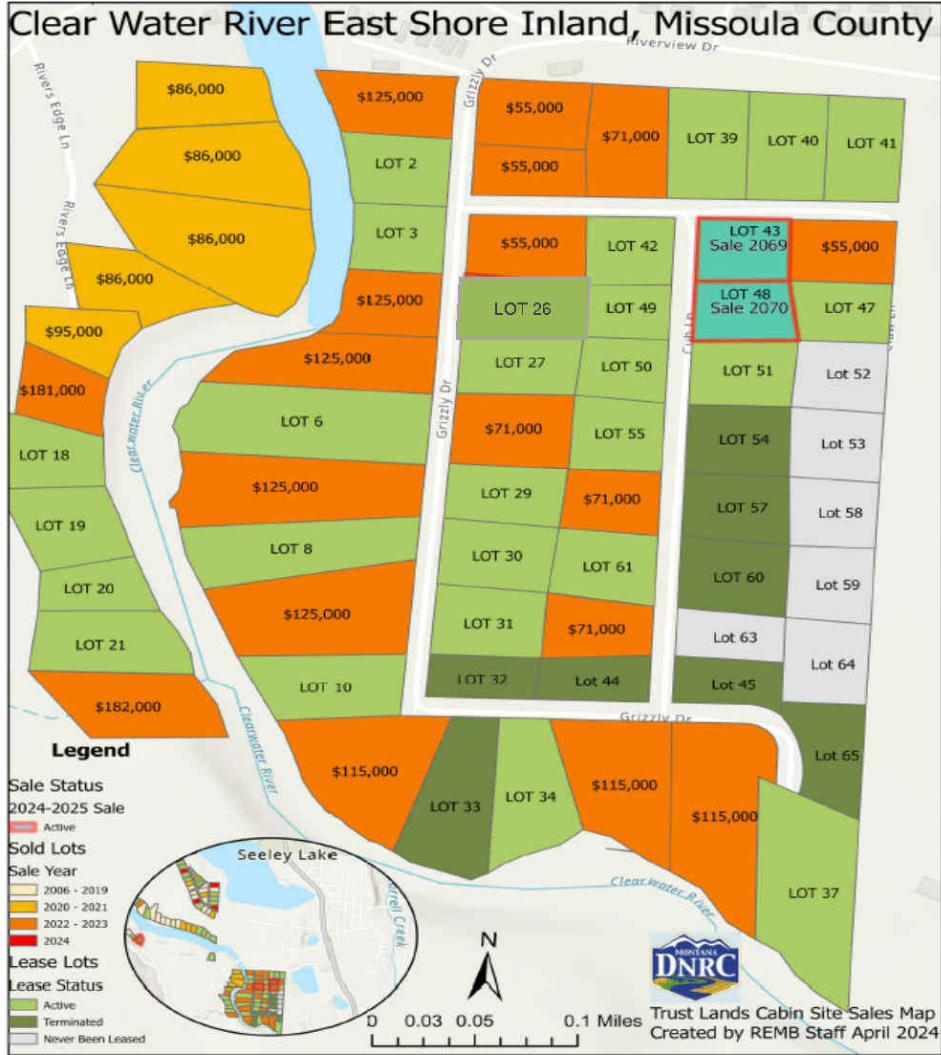 Clear Water River East Shore Inland, Missoula County
Riverview Dr
Grizzly Dr
Rivers Edge Ln
Rivers Edge Ln
$86,000
$86,000
$86,000
$86,000
$95,000
$181,000
LOT 18
LOT 19
LOT 20
LOT 21
$182,000
Clearwater River
$125,000
LOT 2
LOT 3
$125,000
$125,000
LOT 6
$125,000
LOT 8
$125,000
LOT 10
Grizzly Dr
$55,000
$55,000
$71,000
LOT 39
LOT 40
LOT 41
$55,000
LOT 42
LOT 26
LOT 49
LOT 27
LOT 50
$71,000
LOT 55
LOT 29
$71,000
LOT 30
LOT 61
LOT 31
$71,000
LOT 32
Lot 44
Cub Ln
LOT 43
Sale 2069
$55,000
LOT 48
Sale 2070
LOT 47
LOT 51
Lot 52
LOT 54
Lot 53
LOT 57
Lot 58
LOT 60
Lot 59
Lot 63
Lot 64
Lot 45
Lot 65
Grizzly Dr
$115,000
LOT 33
LOT 34
$115,000
$115,000
LOT 37
Clearwater River
Clearwater River
Legend
Sale Status
2024-2025 Sale
Active
Sold Lots
Sale Year
2006 - 2019
2020 - 2021
2022 - 2023
2024
Lease Lots
Lease Status
Active
Terminated
Never Been Leased
Seeley Lake
Creek
N
0 0.03 0.05 0.1 Miles
MONTANA
DNRC
Trust Lands Cabin Site Sales Map
Created by REMB Staff April 2024